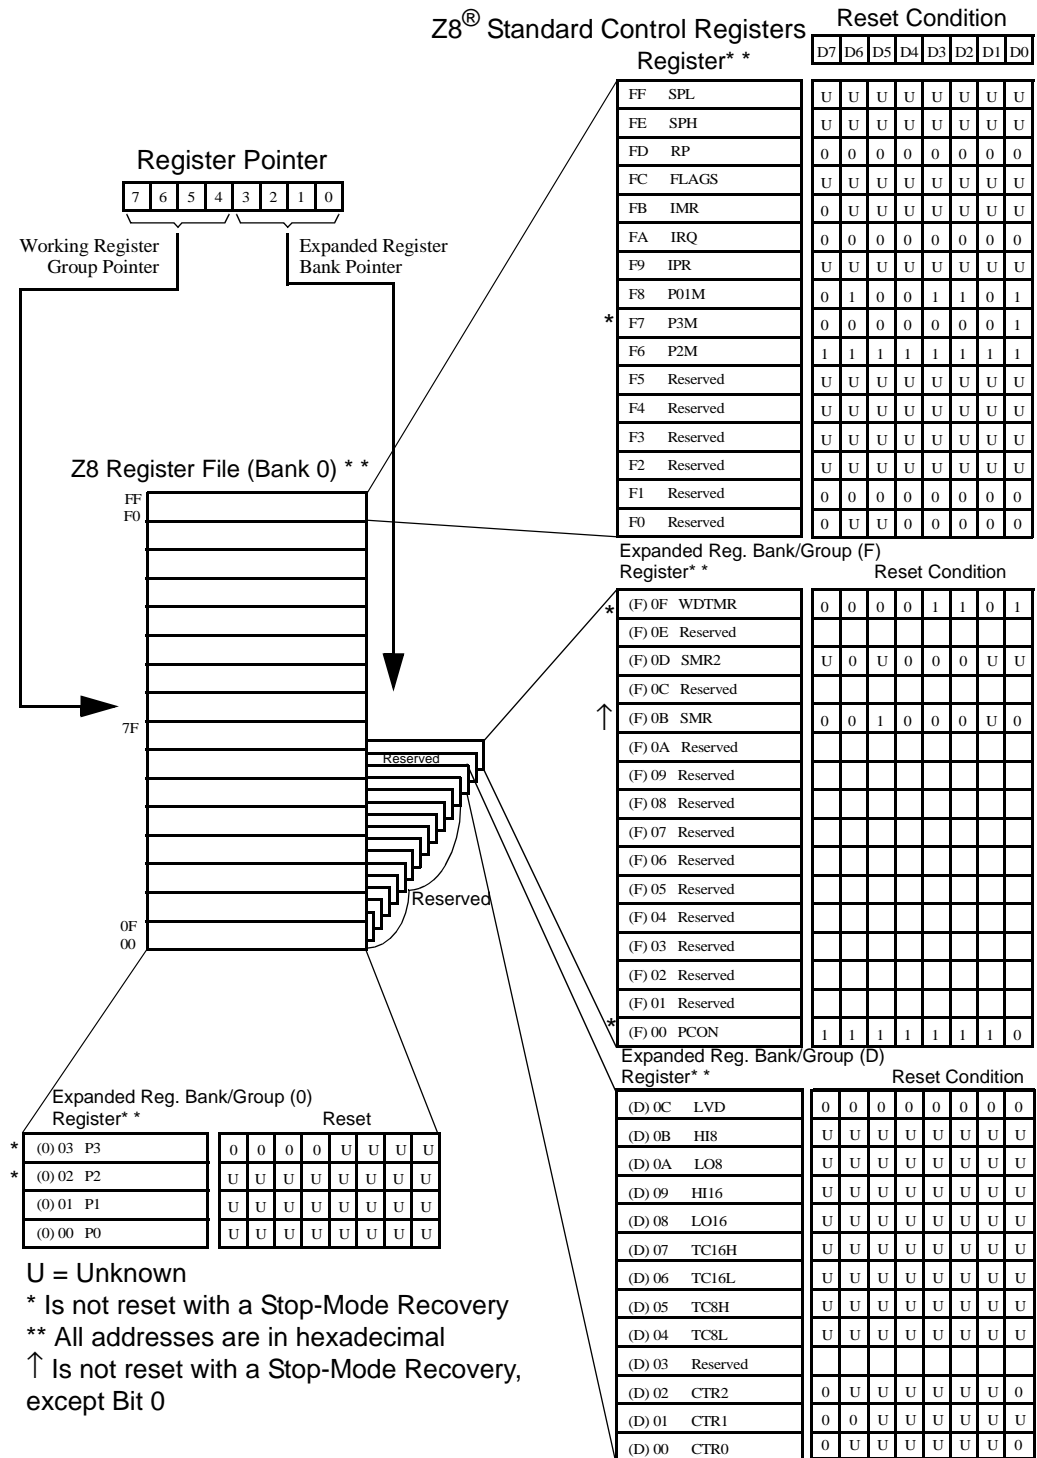 Z8® Standard Control Registers
Reset Condition
D7 D6 D5 D4 D3 D2 D1 D0
Register* *
FF SPL U U U U U U U U
FE SPH U U U U U U U U
FD RP 0 0 0 0 0 0 0 0
FC FLAGS U U U U U U U U
FB IMR 0 U U U U U U U
FA IRQ 0 0 0 0 0 0 0 0
F9 IPR U U U U U U U U
F8 P01M 0 1 0 0 1 1 0 1
* F7 P3M 0 0 0 0 0 0 0 1
F6 P2M 1 1 1 1 1 1 1 1
F5 Reserved U U U U U U U U
F4 Reserved U U U U U U U U
F3 Reserved U U U U U U U U
F2 Reserved U U U U U U U U
F1 Reserved 0 0 0 0 0 0 0 0
F0 Reserved 0 U U 0 0 0 0 0
Register Pointer
7 6 5 4 3 2 1 0
Working Register
Group Pointer
Expanded Register
Bank Pointer
Z8 Register File (Bank 0) * *
FF
F0
7F
0F
00
Reserved
Reserved
Expanded Reg. Bank/Group (F)
Register* * Reset Condition
* (F) 0F WDTMR 0 0 0 0 1 1 0 1
(F) 0E Reserved
(F) 0D SMR2 U 0 U 0 0 0 U U
(F) 0C Reserved
↑ (F) 0B SMR 0 0 1 0 0 0 U 0
(F) 0A Reserved
(F) 09 Reserved
(F) 08 Reserved
(F) 07 Reserved
(F) 06 Reserved
(F) 05 Reserved
(F) 04 Reserved
(F) 03 Reserved
(F) 02 Reserved
(F) 01 Reserved
* (F) 00 PCON 1 1 1 1 1 1 1 0
Expanded Reg. Bank/Group (D)
Register* * Reset Condition
(D) 0C LVD 0 0 0 0 0 0 0 0
(D) 0B HI8 U U U U U U U U
(D) 0A LO8 U U U U U U U U
(D) 09 HI16 U U U U U U U U
(D) 08 LO16 U U U U U U U U
(D) 07 TC16H U U U U U U U U
(D) 06 TC16L U U U U U U U U
(D) 05 TC8H U U U U U U U U
(D) 04 TC8L U U U U U U U U
(D) 03 Reserved
(D) 02 CTR2 0 U U U U U U 0
(D) 01 CTR1 0 0 U U U U U U
(D) 00 CTR0 0 U U U U U U 0
Expanded Reg. Bank/Group (0)
Register* * Reset
* (0) 03 P3 0 0 0 0 U U U U
* (0) 02 P2 U U U U U U U U
(0) 01 P1 U U U U U U U U
(0) 00 P0 U U U U U U U U
U = Unknown
* Is not reset with a Stop-Mode Recovery
** All addresses are in hexadecimal
↑ Is not reset with a Stop-Mode Recovery,
except Bit 0